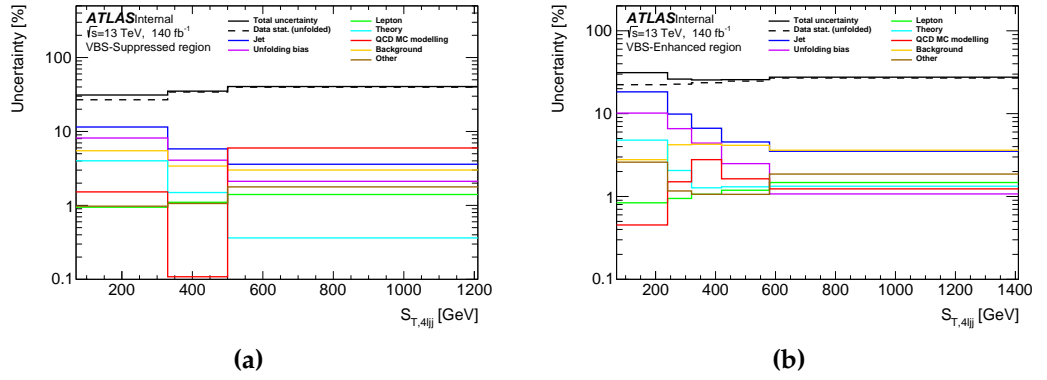 Uncertainty [%]
ATLAS Internal
√s=13 TeV, 140 fb⁻¹
VBS-Suppressed region
Total uncertainty
Data stat. (unfolded)
Jet
Unfolding bias
Lepton
Theory
QCD MC modelling
Background
Other
100
10
1
0.1
200 400 600 800 1000 1200
S_T,4ljj [GeV]
(a)
Uncertainty [%]
ATLAS Internal
√s=13 TeV, 140 fb⁻¹
VBS-Enhanced region
Total uncertainty
Data stat. (unfolded)
Jet
Unfolding bias
Lepton
Theory
QCD MC modelling
Background
Other
100
10
1
0.1
200 400 600 800 1000 1200 1400
S_T,4ljj [GeV]
(b)